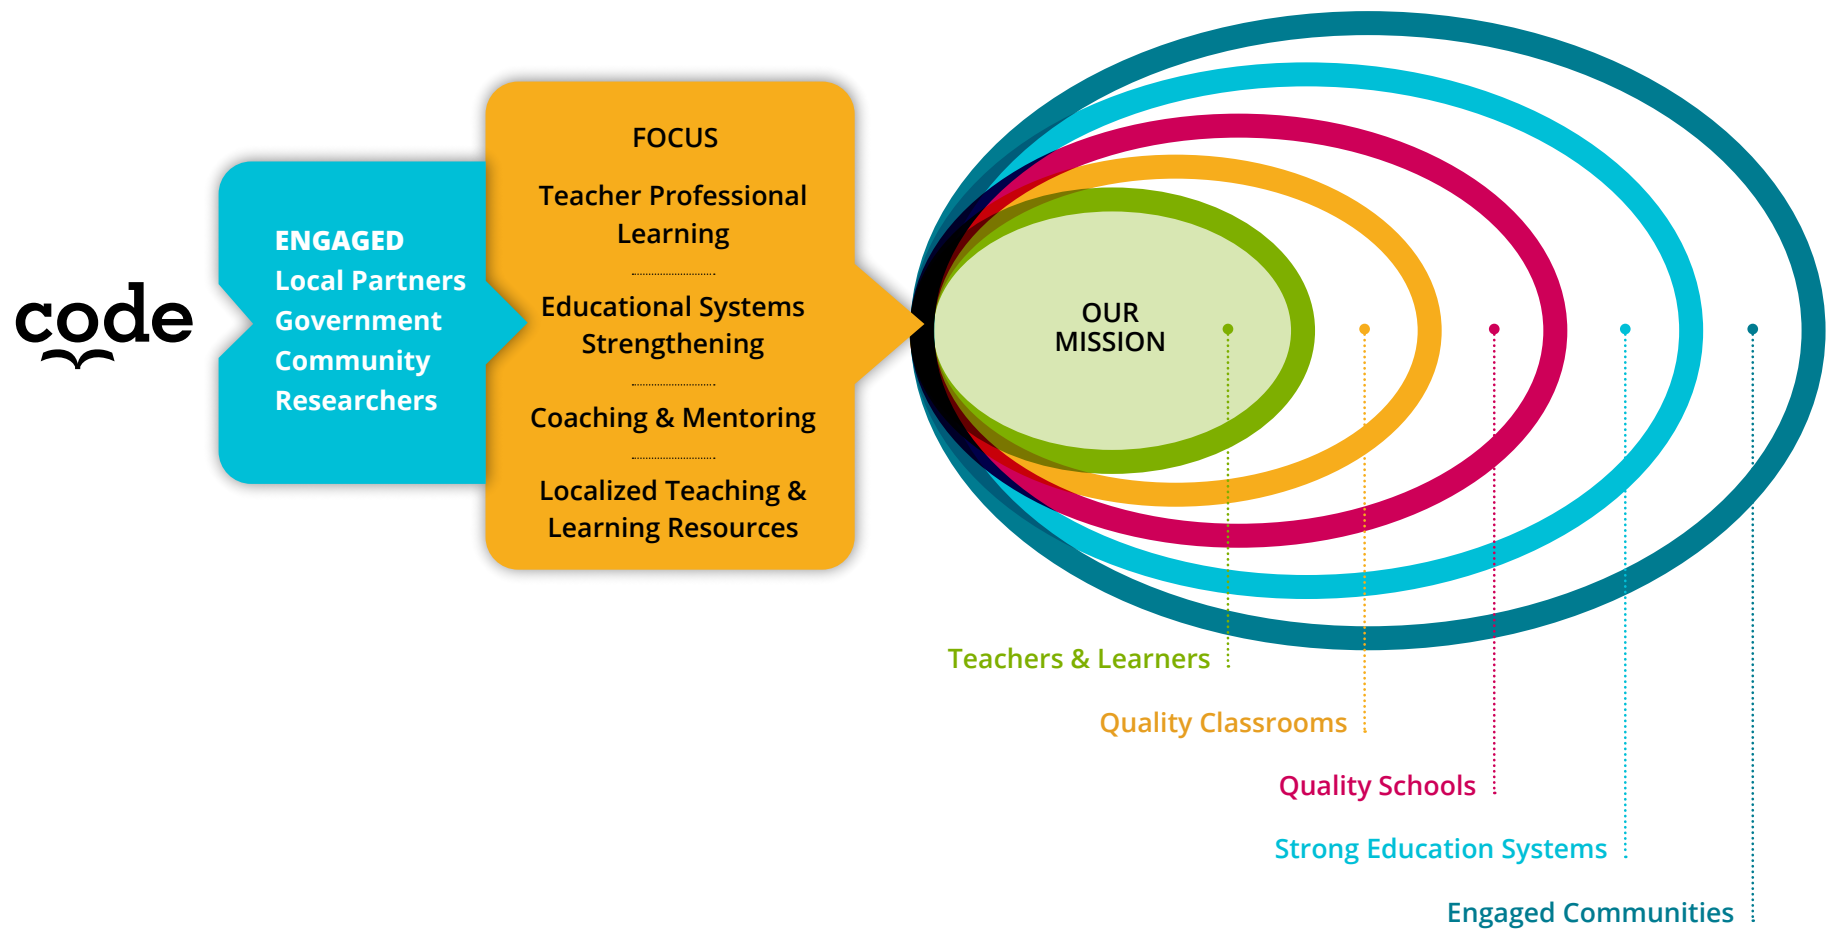 code
ENGAGED
Local Partners
Government
Community
Researchers
FOCUS
Teacher Professional
Learning
Educational Systems
Strengthening
Coaching & Mentoring
Localized Teaching &
Learning Resources
OUR
MISSION
Teachers & Learners
Quality Classrooms
Quality Schools
Strong Education Systems
Engaged Communities